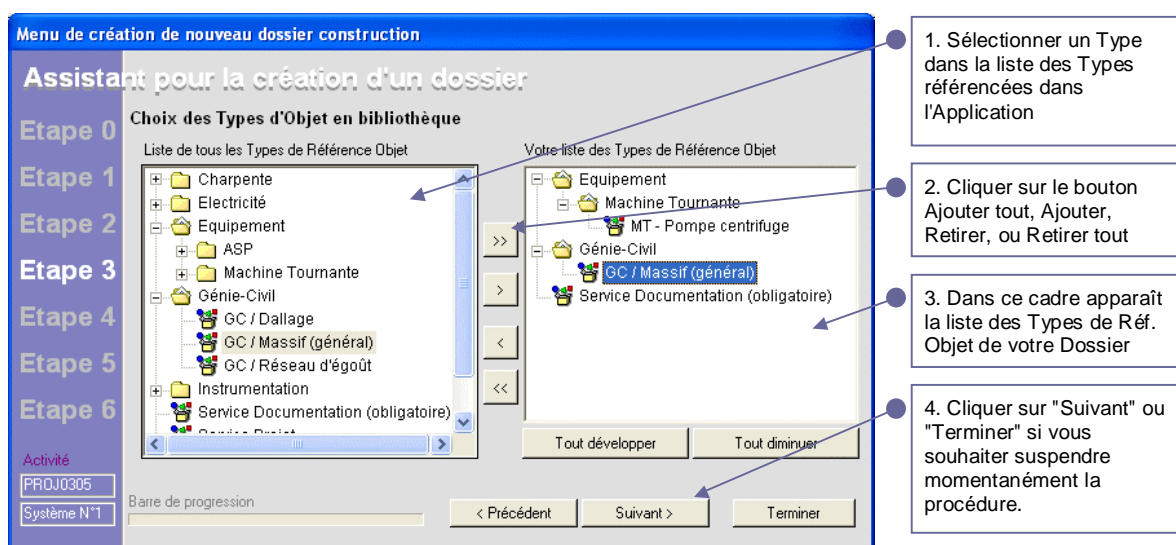 Menu de création de nouveau dossier construction
Assistant pour la création d'un dossier
Etape 0
Etape 1
Etape 2
Etape 3
Etape 4
Etape 5
Etape 6
Activité
PROJ0305
Système N°1
Choix des Types d'Objet en bibliothèque
Liste de tous les Types de Référence Objet
Charpente
Electricité
Equipement
ASP
Machine Tournante
Génie-Civil
GC / Dallage
GC / Massif (général)
GC / Réseau d'égoût
Instrumentation
Service Documentation (obligatoire)
Service Projet
>>
>
<
<<
Votre liste des Types de Référence Objet
Equipement
Machine Tournante
MT - Pompe centrifuge
Génie-Civil
GC / Massif (général)
Service Documentation (obligatoire)
Tout développer
Tout diminuer
Barre de progression
< Précédent
Suivant >
Terminer
1. Sélectionner un Type
dans la liste des Types
référencées dans
l'Application
2. Cliquer sur le bouton
Ajouter tout, Ajouter,
Retirer, ou Retirer tout
3. Dans ce cadre apparaît
la liste des Types de Réf.
Objet de votre Dossier
4. Cliquer sur "Suivant" ou
"Terminer" si vous
souhaiter suspendre
momentanément la
procédure.